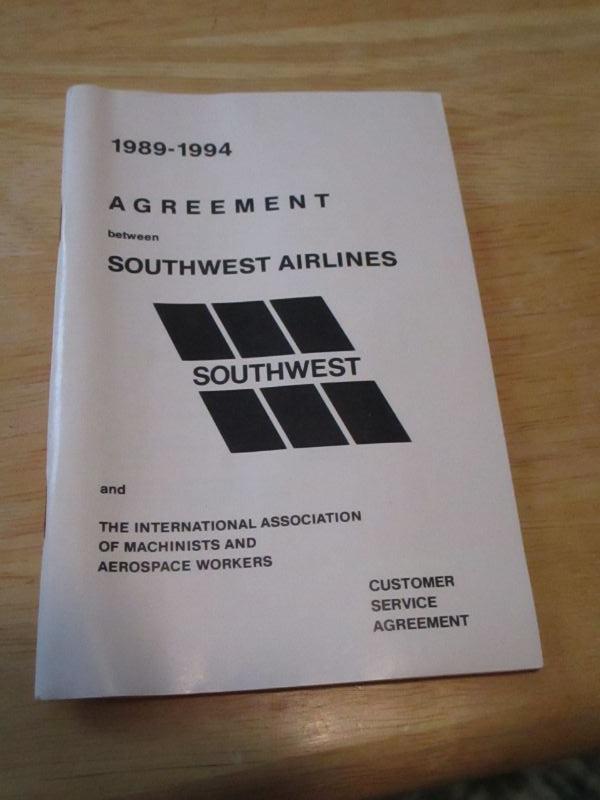 1989-1994
AGREEMENT
between
SOUTHWEST AIRLINES
SOUTHWEST
and
THE INTERNATIONAL ASSOCIATION
OF MACHINISTS AND
AEROSPACE WORKERS
CUSTOMER
SERVICE
AGREEMENT